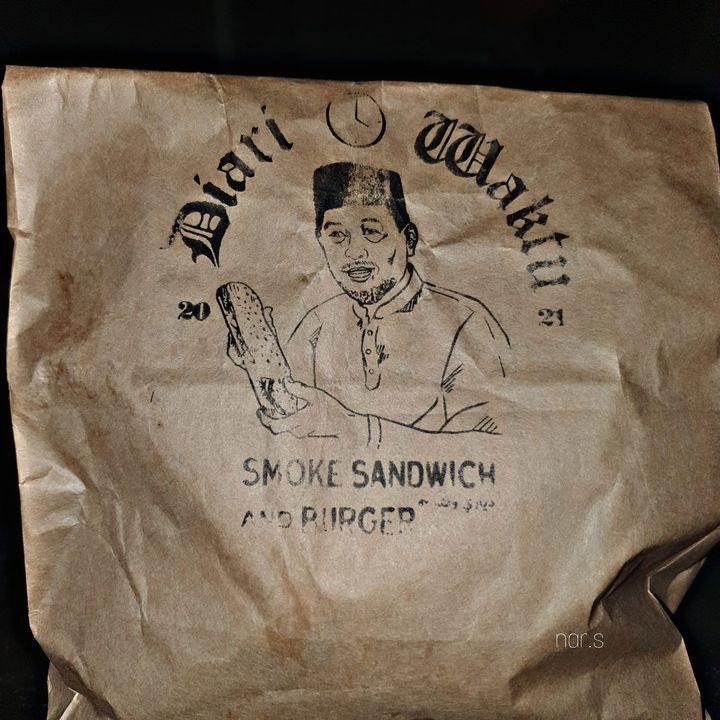 Diari Waktu
20 21
SMOKE SANDWICH
AND BURGER
nar.s